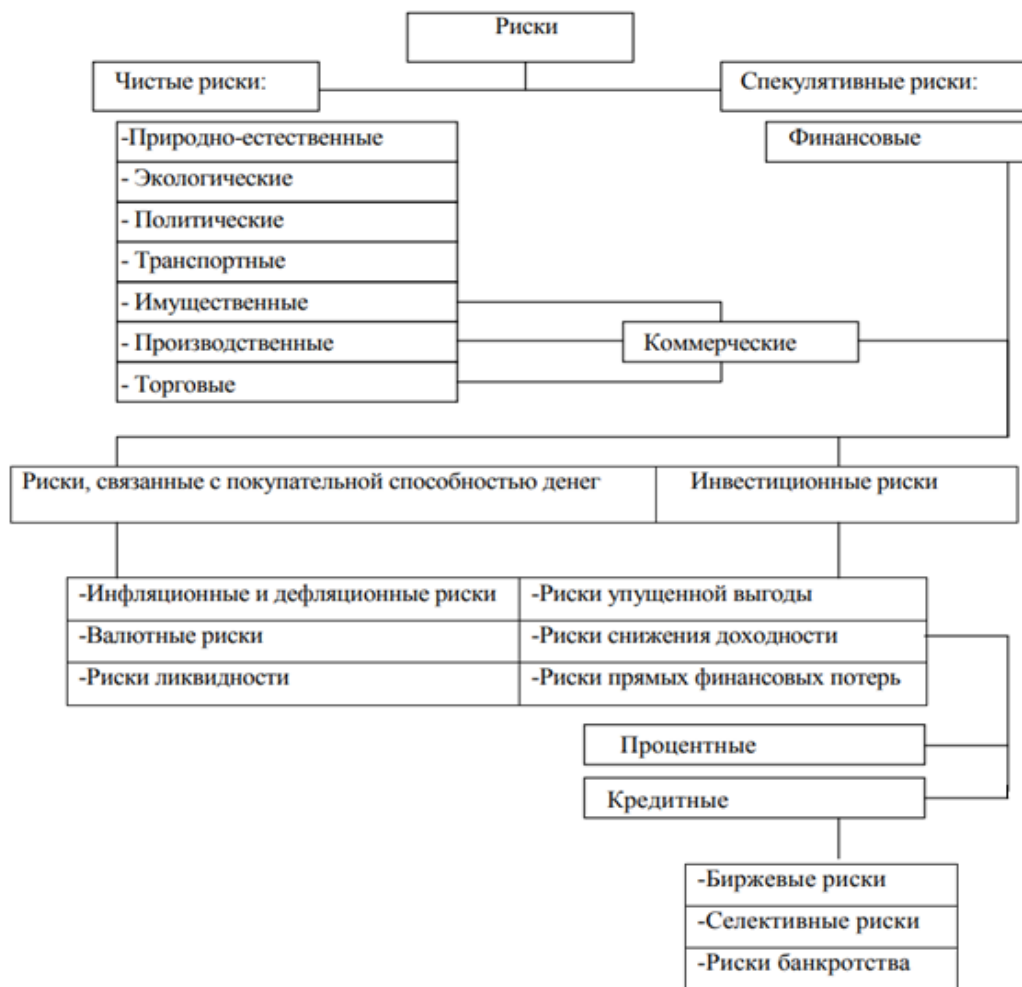 Риски
Чистые риски:
Спекулятивные риски:
-Природно-естественные
Финансовые
- Экологические
- Политические
- Транспортные
- Имущественные
- Производственные
Коммерческие
- Торговые
Риски, связанные с покупательной способностью денег
Инвестиционные риски
-Инфляционные и дефляционные риски
-Риски упущенной выгоды
-Валютные риски
-Риски снижения доходности
-Риски ликвидности
-Риски прямых финансовых потерь
Процентные
Кредитные
-Биржевые риски
-Селективные риски
-Риски банкротства